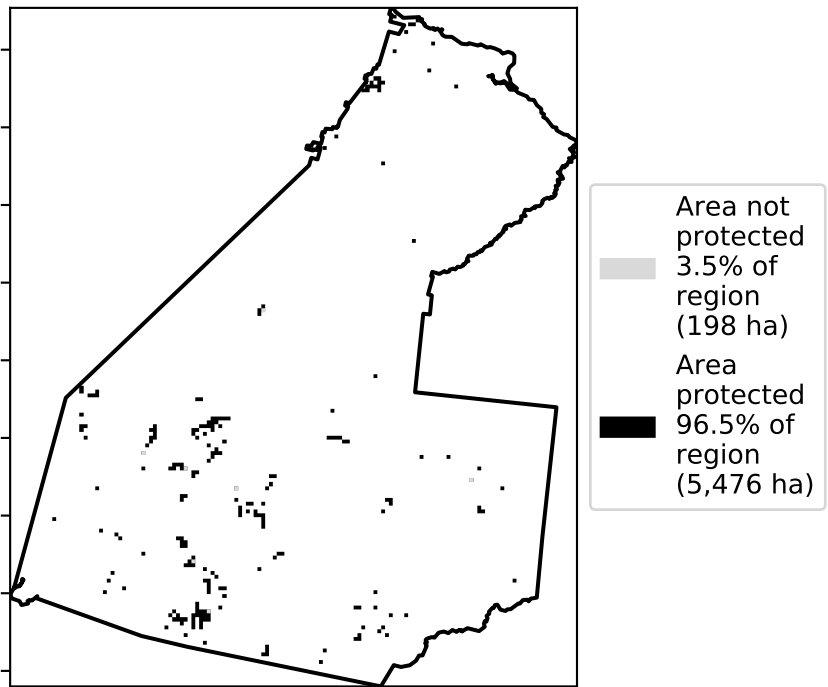 Area not
protected
3.5% of
region
(198 ha)
Area
protected
96.5% of
region
(5,476 ha)